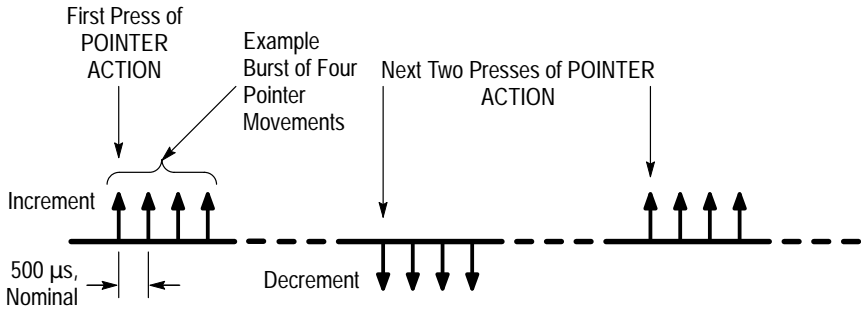 First Press of
POINTER
ACTION
Example
Burst of Four
Pointer
Movements
Next Two Presses of POINTER
ACTION
Increment
500 µs,
Nominal
Decrement